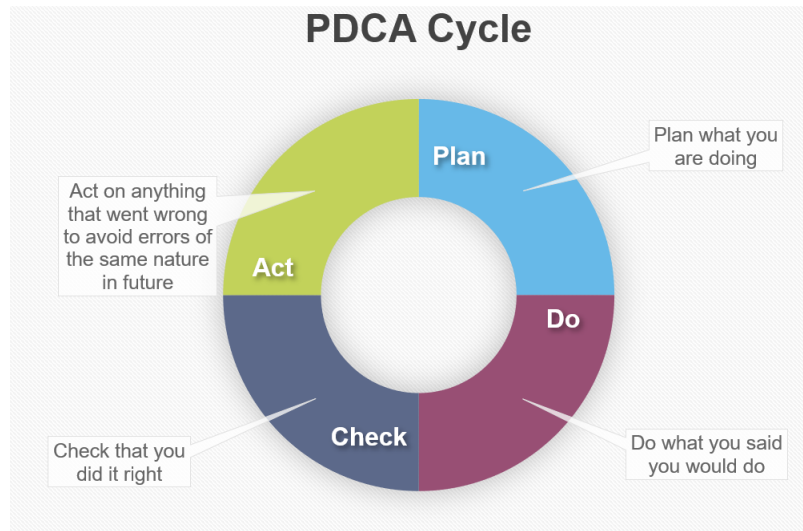 PDCA Cycle
Plan
Plan what you
are doing
Do
Do what you said
you would do
Check
Check that you
did it right
Act
Act on anything
that went wrong
to avoid errors of
the same nature
in future